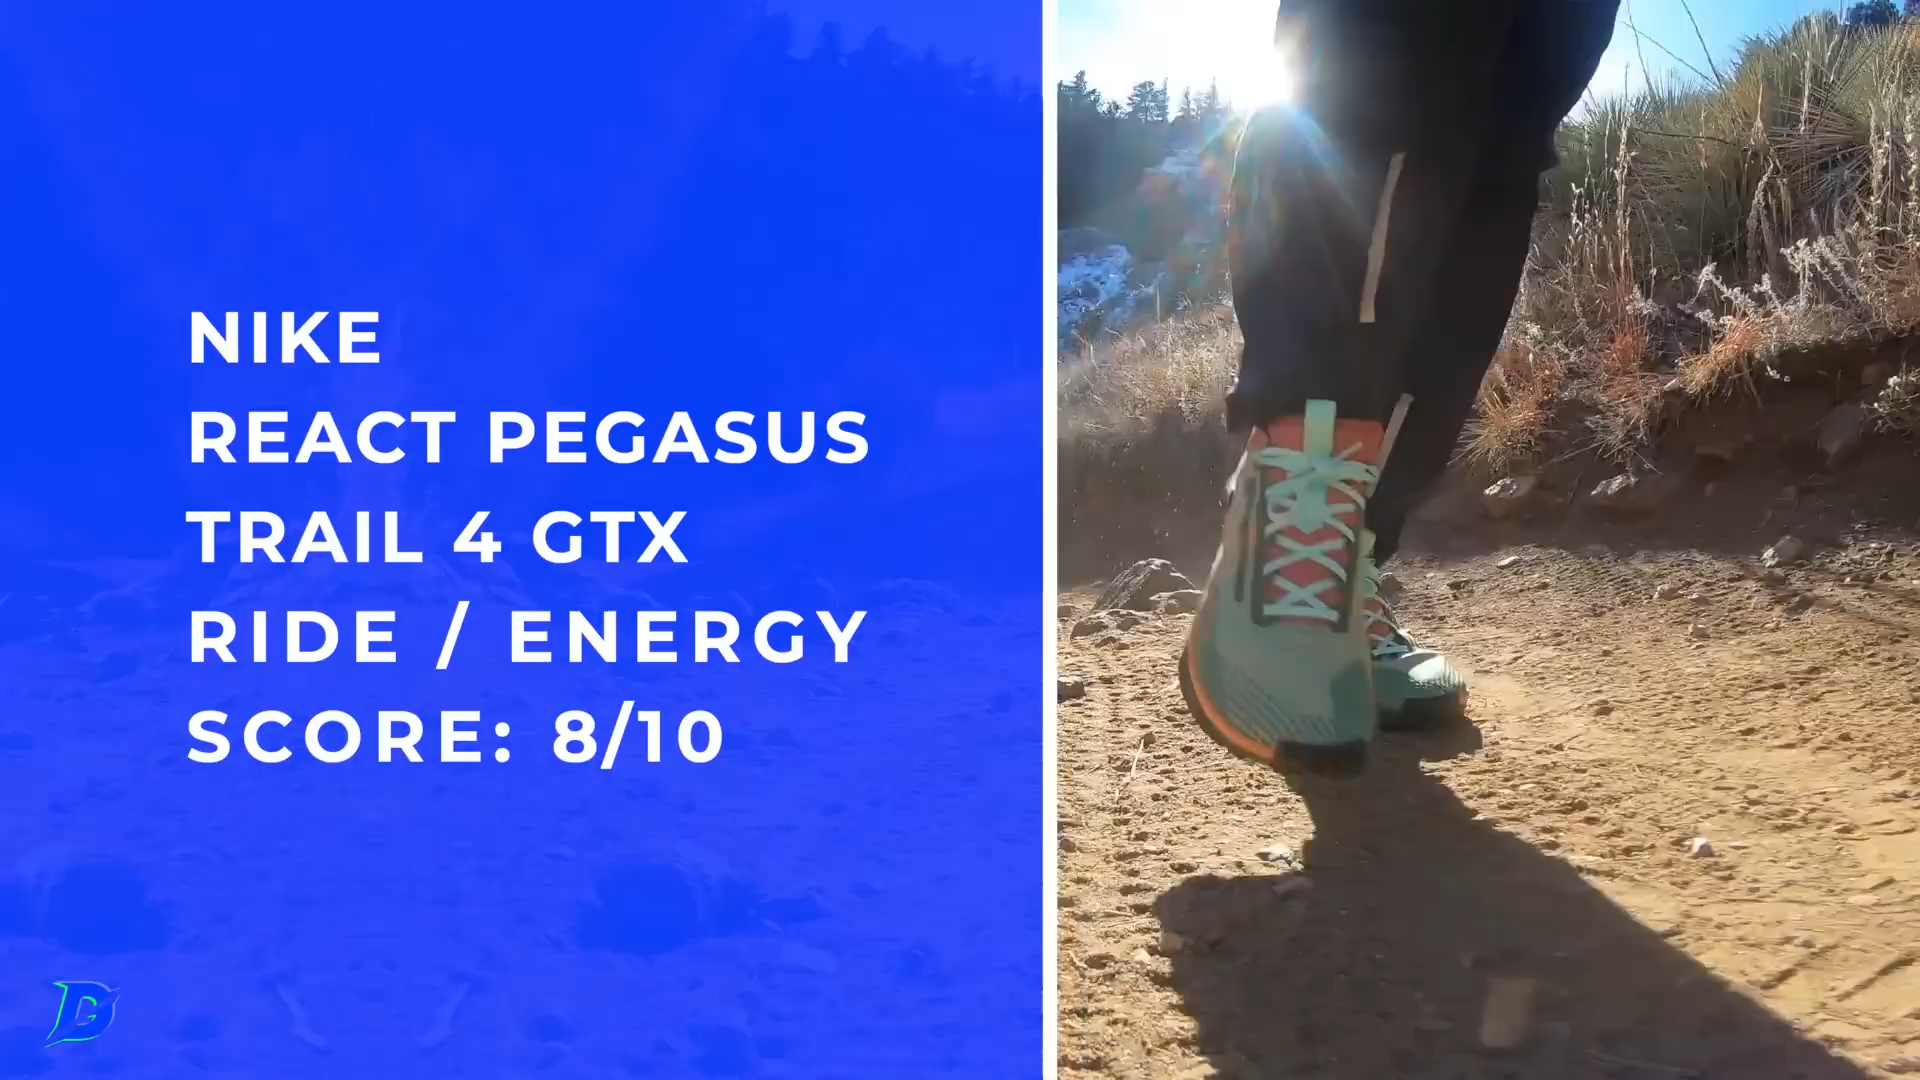 NIKE
REACT PEGASUS
TRAIL 4 GTX
RIDE / ENERGY
SCORE: 8/10